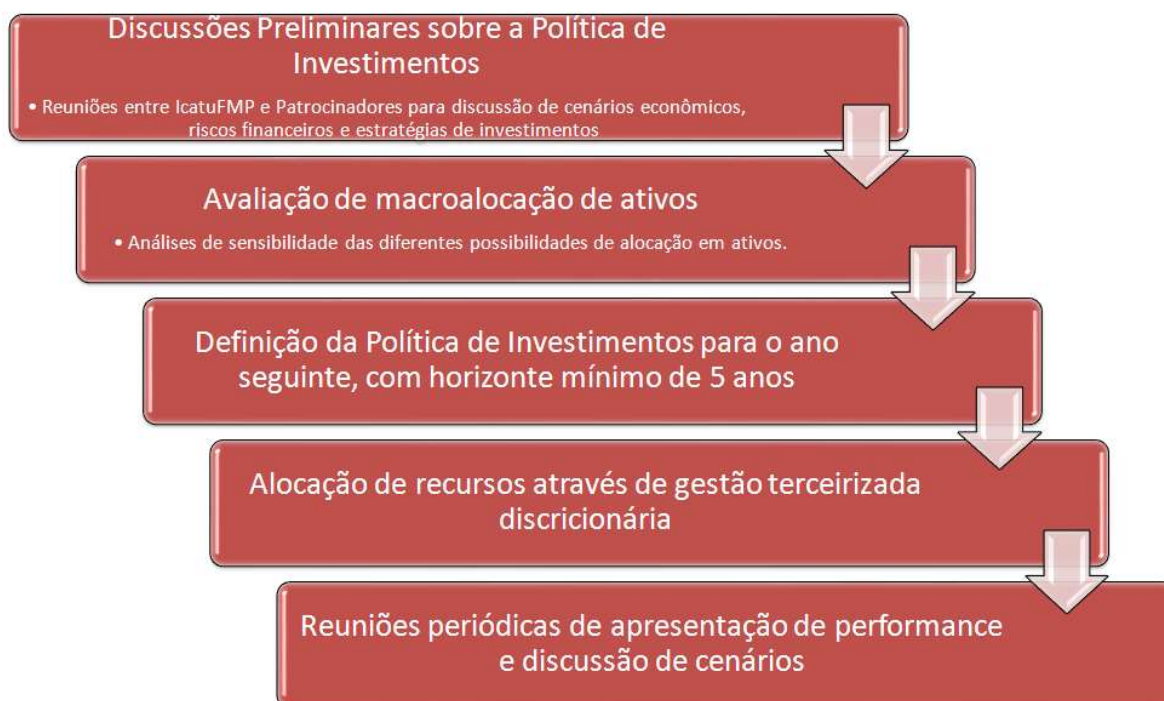 Discussões Preliminares sobre a Política de
Investimentos
• Reuniões entre IcatuFMP e Patrocinadores para discussão de cenários econômicos,
riscos financeiros e estratégias de investimentos
Avaliação de macroalocação de ativos
• Análises de sensibilidade das diferentes possibilidades de alocação em ativos.
Definição da Política de Investimentos para o ano
seguinte, com horizonte mínimo de 5 anos
Alocação de recursos através de gestão terceirizada
discricionária
Reuniões periódicas de apresentação de performance
e discussão de cenários